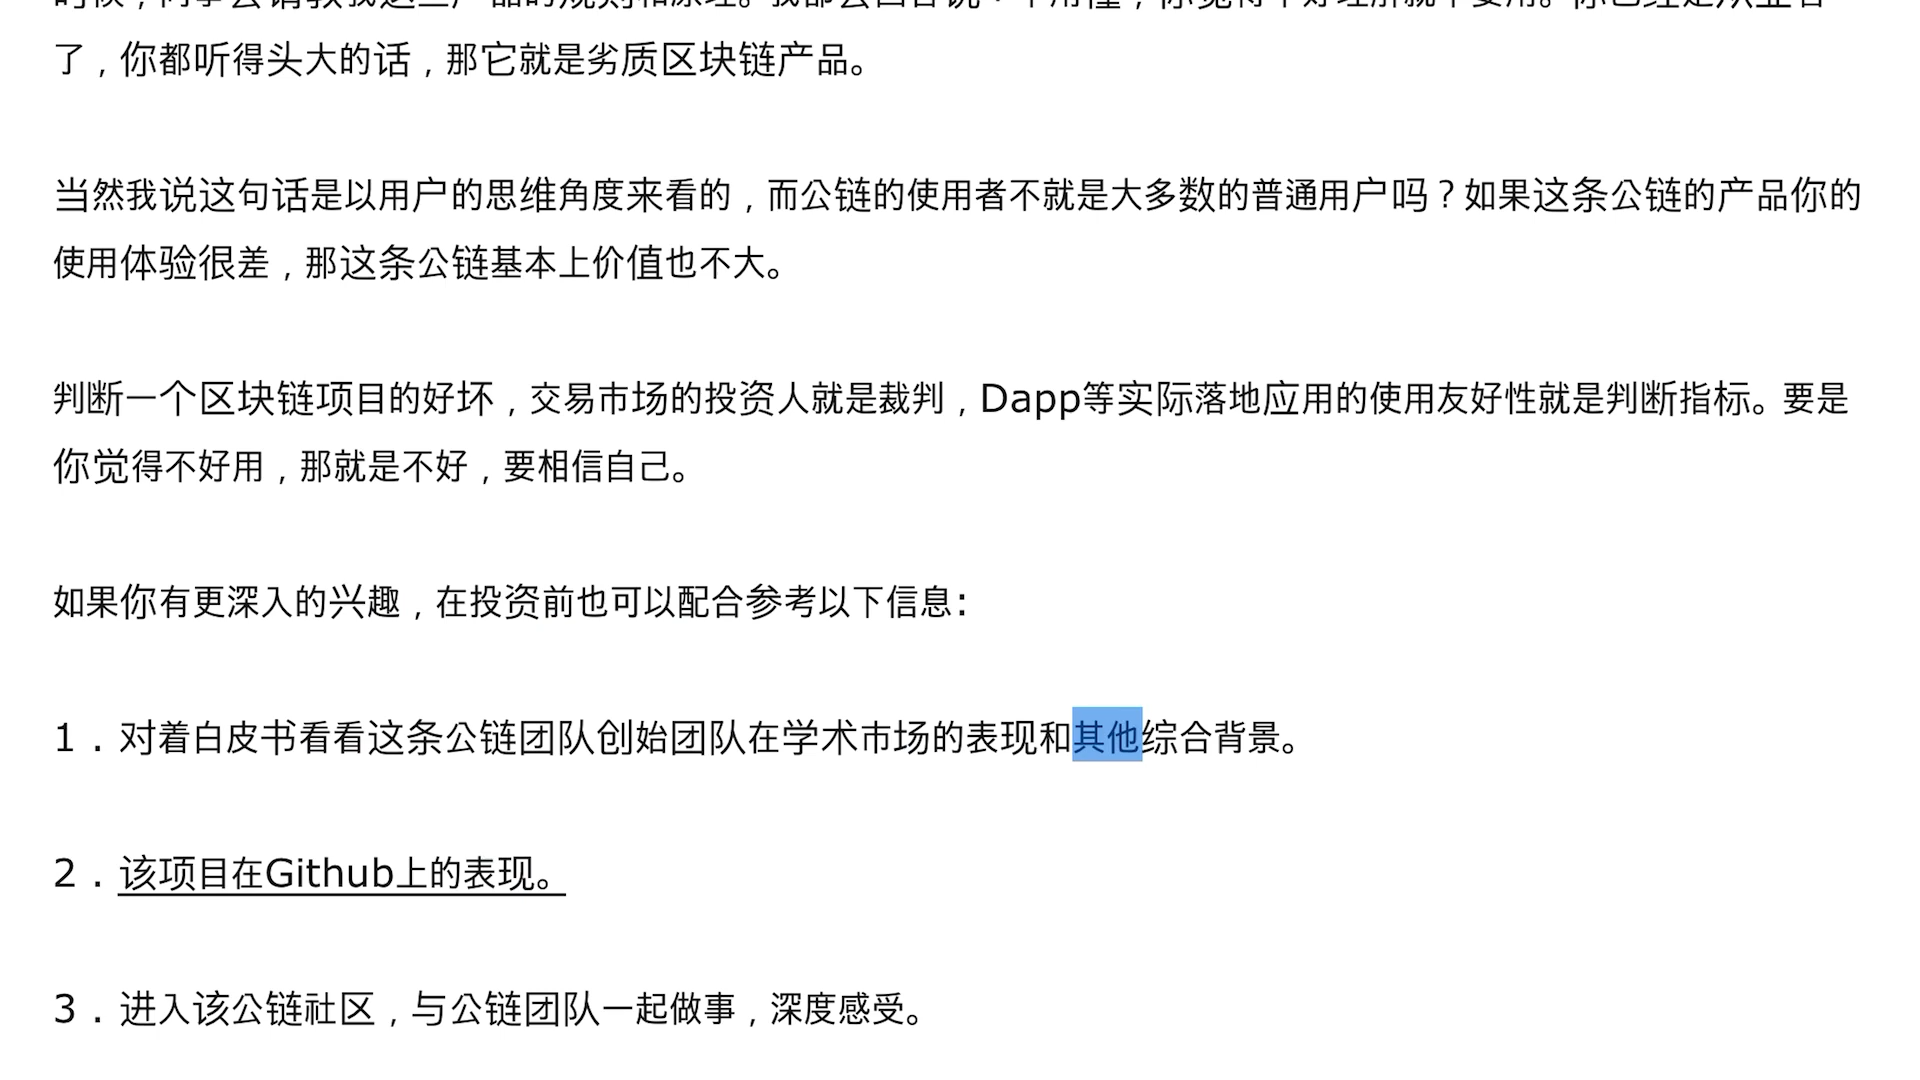 了，你都听得头大的话，那它就是劣质区块链产品。
当然我说这句话是以用户的思维角度来看的，而公链的使用者不就是大多数的普通用户吗？如果这条公链的产品你的
使用体验很差，那这条公链基本上价值也不大。
判断一个区块链项目的好坏，交易市场的投资人就是裁判，Dapp等实际落地应用的使用友好性就是判断指标。要是
你觉得不好用，那就是不好，要相信自己。
如果你有更深入的兴趣，在投资前也可以配合参考以下信息：
1．对着白皮书看看这条公链团队创始团队在学术市场的表现和其他综合背景。
2．该项目在Github上的表现。
3．进入该公链社区，与公链团队一起做事，深度感受。